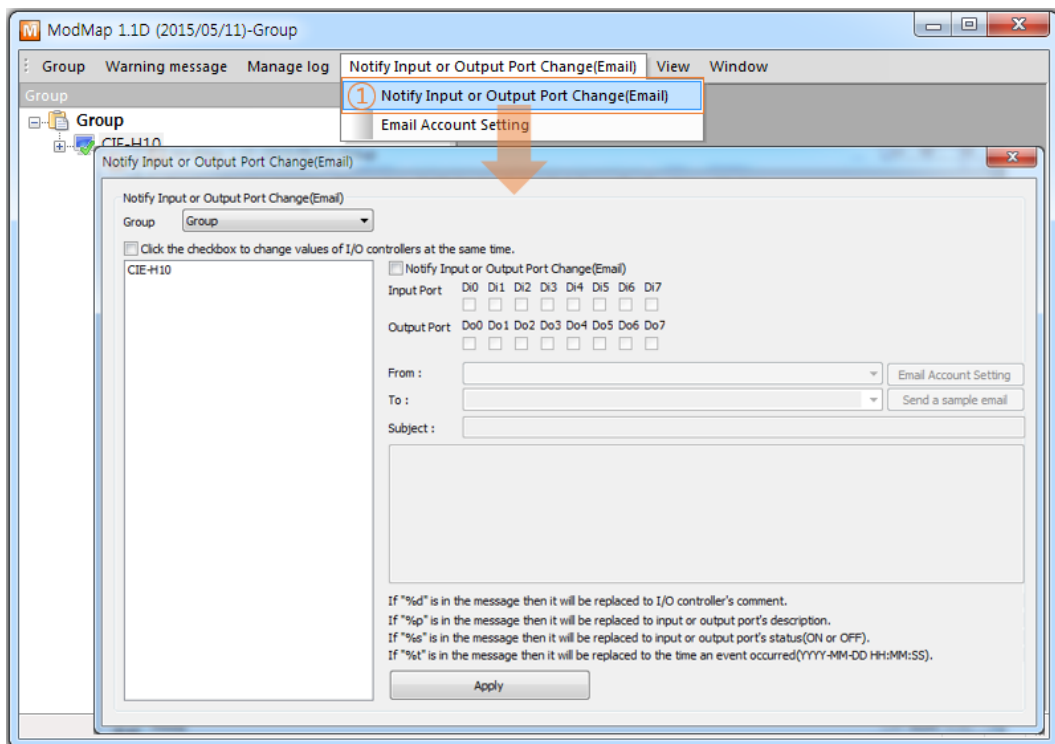 ModMap 1.1D (2015/05/11)-Group
Group Warning message Manage log Notify Input or Output Port Change(Email) View Window
Group
① Notify Input or Output Port Change(Email)
Group
Email Account Setting
CIE-H10
Notify Input or Output Port Change(Email)
Notify Input or Output Port Change(Email)
Group Group
Click the checkbox to change values of I/O controllers at the same time.
CIE-H10
Notify Input or Output Port Change(Email)
Input Port Di0 Di1 Di2 Di3 Di4 Di5 Di6 Di7
Output Port Do0 Do1 Do2 Do3 Do4 Do5 Do6 Do7
From : Email Account Setting
To : Send a sample email
Subject :
If "%d" is in the message then it will be replaced to I/O controller's comment.
If "%p" is in the message then it will be replaced to input or output port's description.
If "%s" is in the message then it will be replaced to input or output port's status(ON or OFF).
If "%t" is in the message then it will be replaced to the time an event occurred(YYYY-MM-DD HH:MM:SS).
Apply